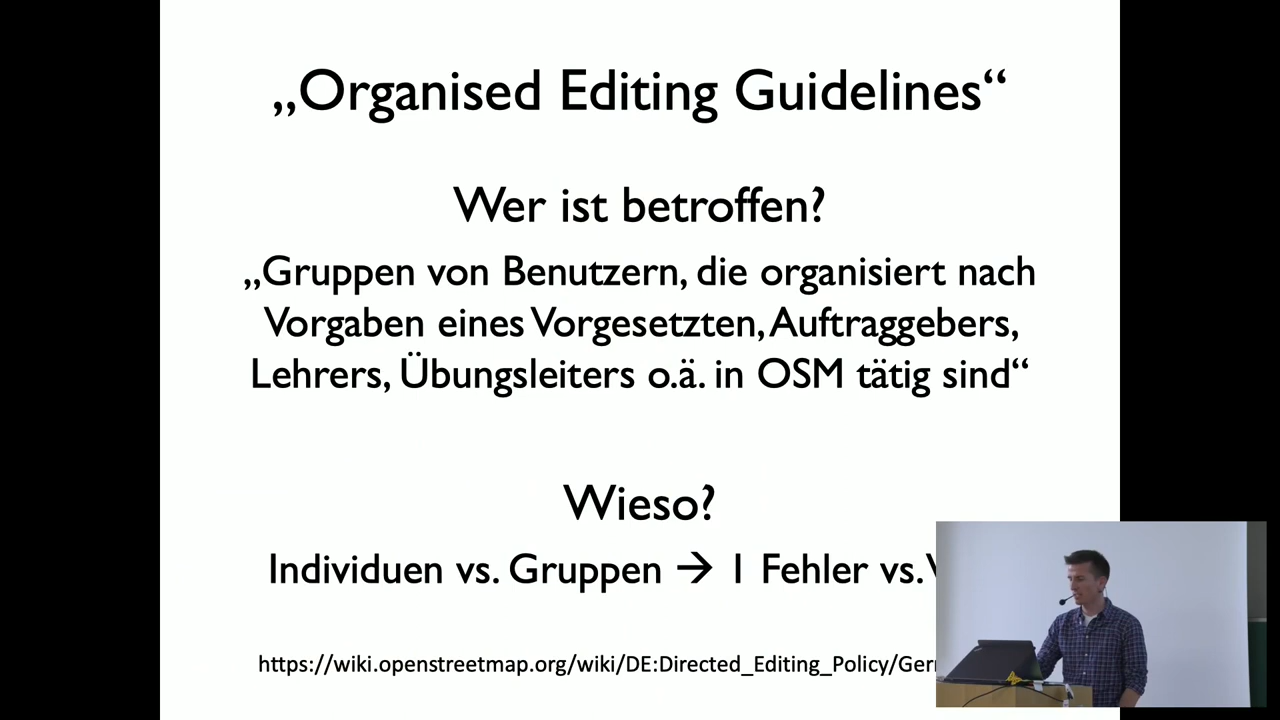 „Organised Editing Guidelines“
Wer ist betroffen?
„Gruppen von Benutzern, die organisiert nach
Vorgaben eines Vorgesetzten, Auftraggebers,
Lehrers, Übungsleiters o.ä. in OSM tätig sind“
Wieso?
Individuen vs. Gruppen → 1 Fehler vs.
https://wiki.openstreetmap.org/wiki/DE:Directed_Editing_Policy/Ger